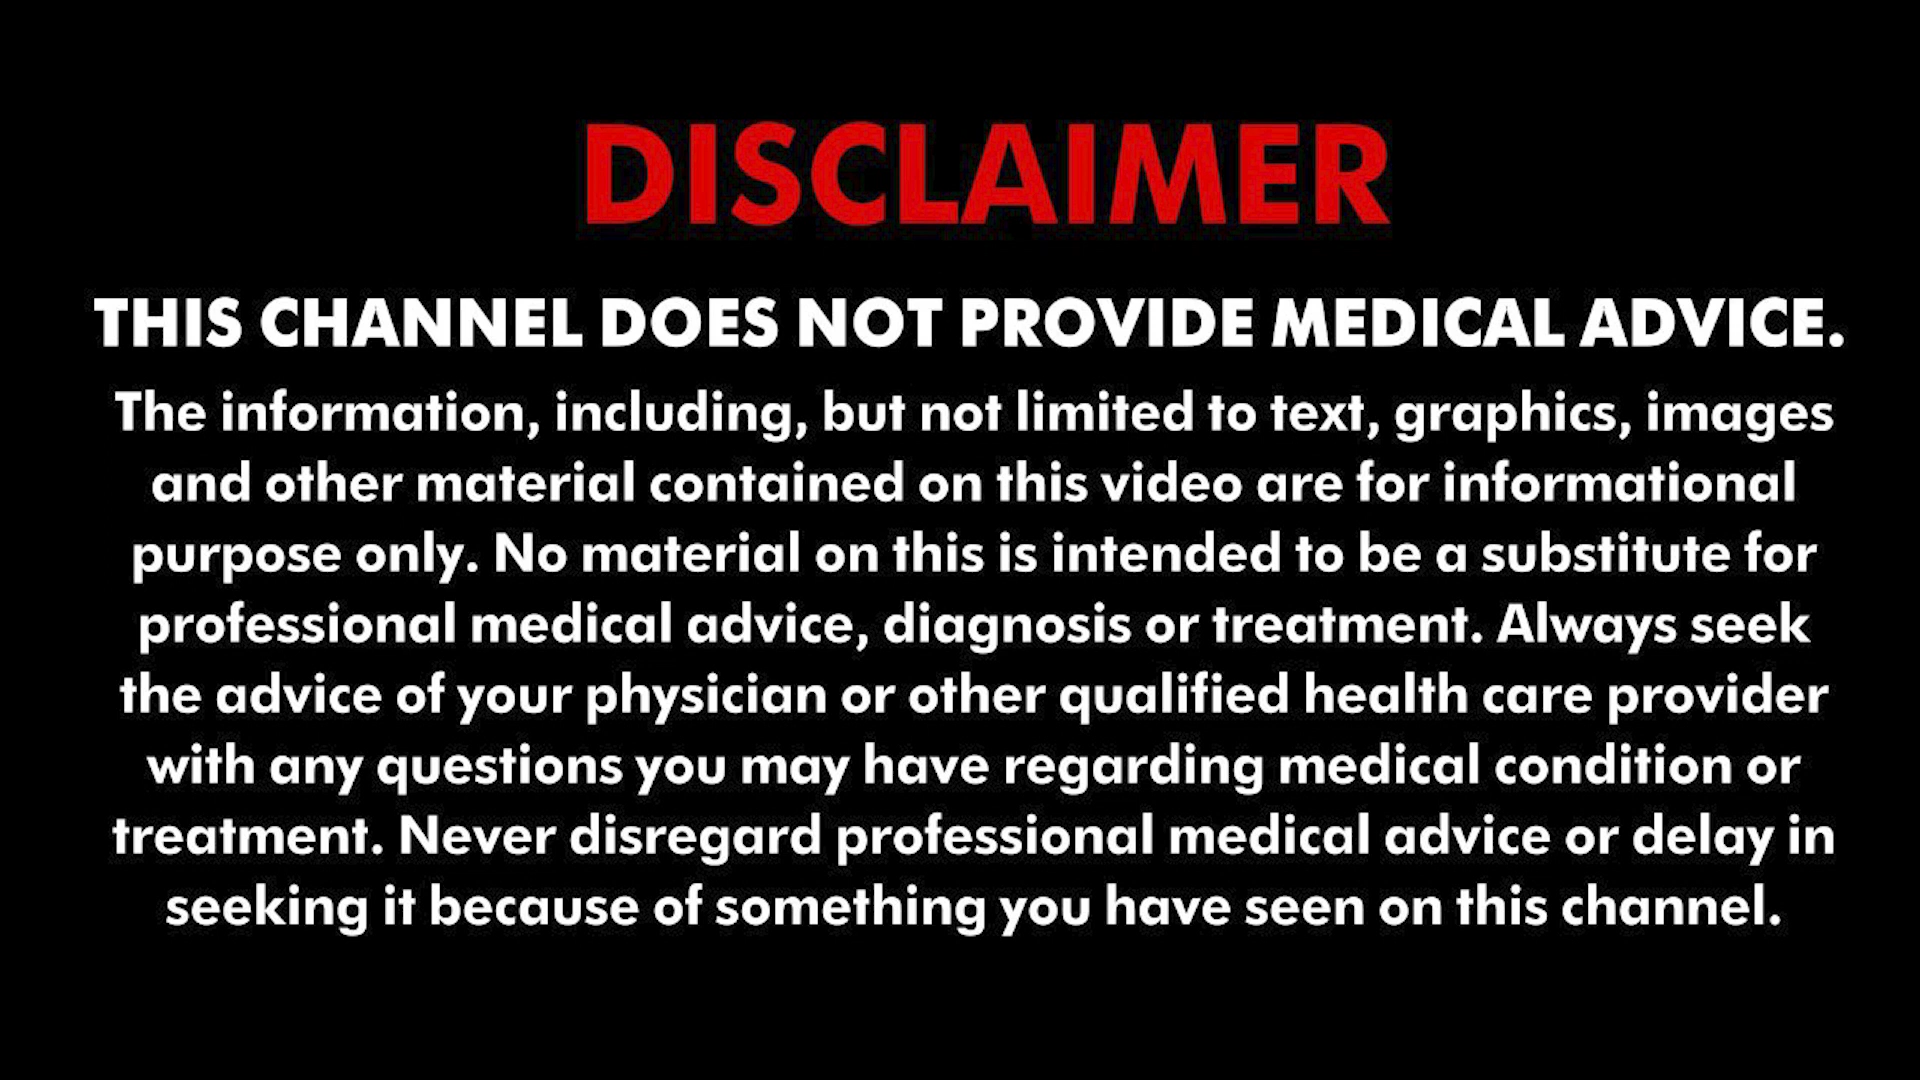 DISCLAIMER
THIS CHANNEL DOES NOT PROVIDE MEDICAL ADVICE.
The information, including, but not limited to text, graphics, images
and other material contained on this video are for informational
purpose only. No material on this is intended to be a substitute for
professional medical advice, diagnosis or treatment. Always seek
the advice of your physician or other qualified health care provider
with any questions you may have regarding medical condition or
treatment. Never disregard professional medical advice or delay in
seeking it because of something you have seen on this channel.